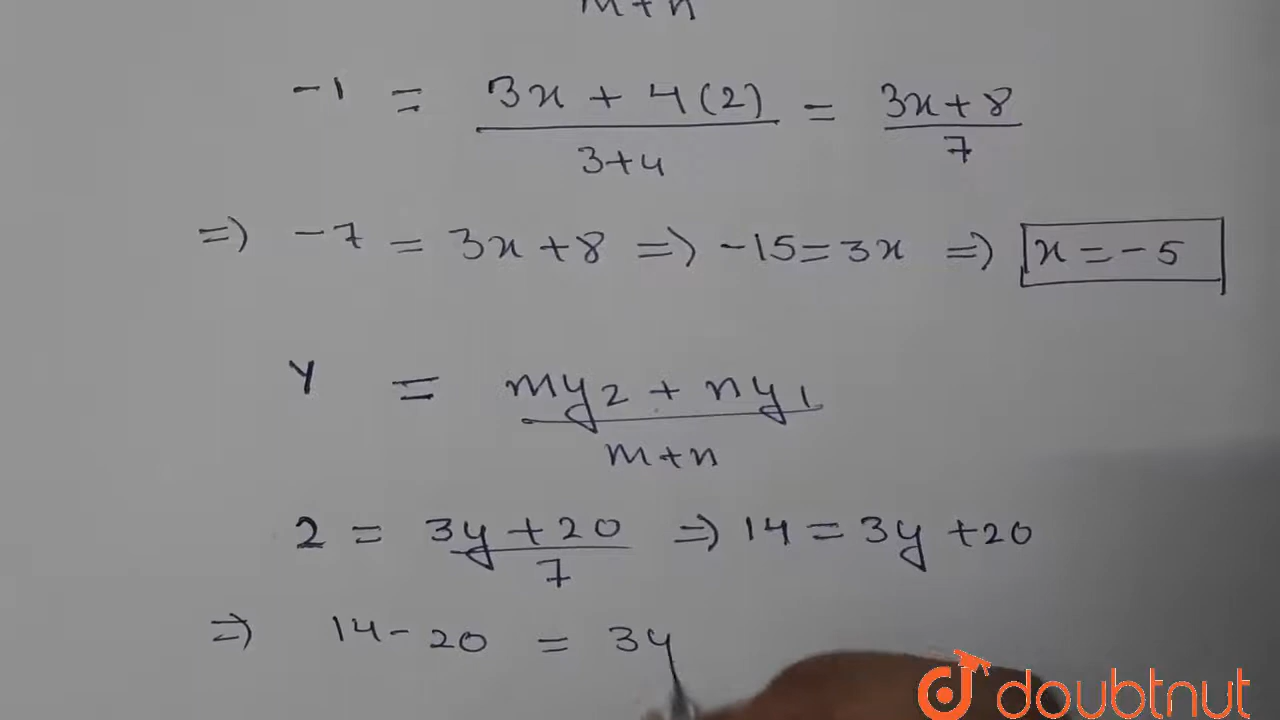 m+n
-1 = 3x + 4(2) / 3+4 = 3x+8 / 7
=) -7 = 3x+8 =) -15=3x =) x=-5
Y = my2 + ny1 / m+n
2 = 3y+20 / 7 =) 14=3y+20
=) 14-20 = 3y
doubtnut